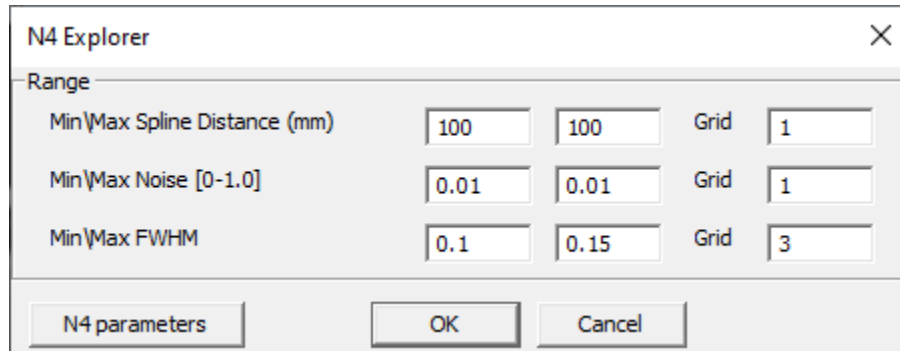 N4 Explorer
Range
Min\Max Spline Distance (mm) 100 100 Grid 1
Min\Max Noise [0-1.0] 0.01 0.01 Grid 1
Min\Max FWHM 0.1 0.15 Grid 3
N4 parameters OK Cancel